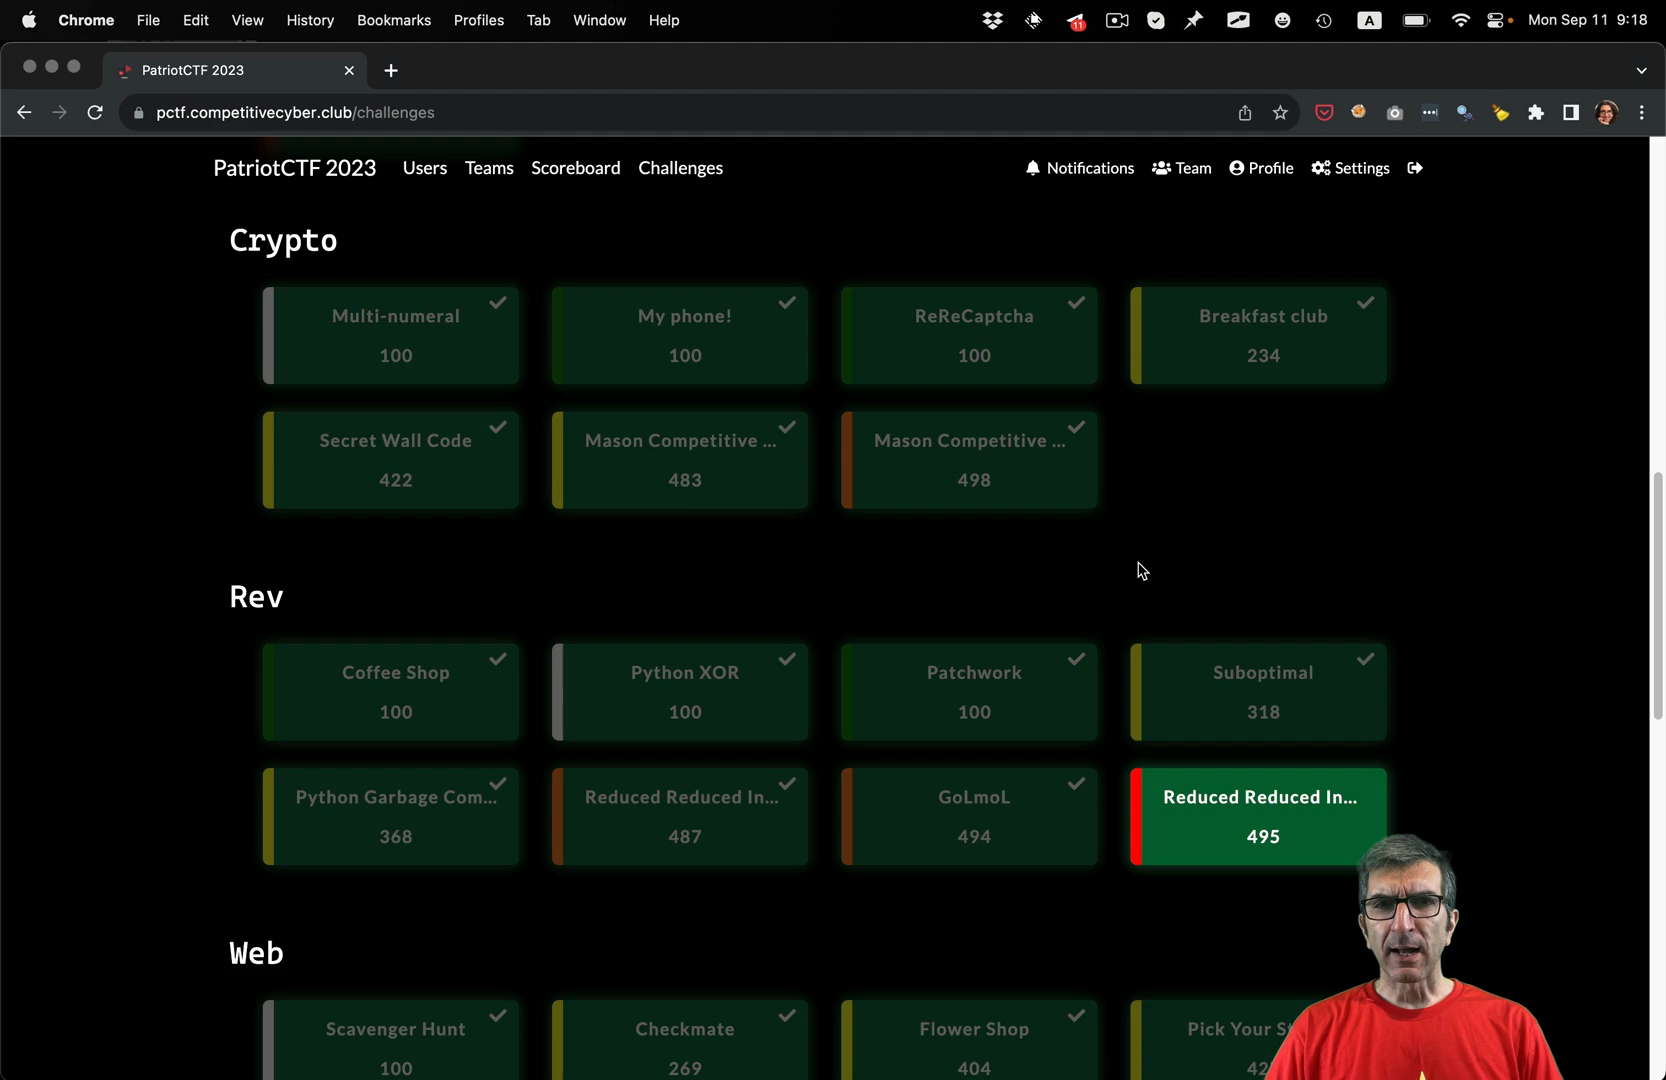 Chrome File Edit View History Bookmarks Profiles Tab Window Help 11 A Mon Sep 11 9:18
PatriotCTF 2023
pctf.competitivecyber.club/challenges
PatriotCTF 2023 Users Teams Scoreboard Challenges Notifications Team Profile Settings
Crypto
Multi-numeral My phone! ReReCaptcha Breakfast club
100 100 100 234
Secret Wall Code Mason Competitive ... Mason Competitive ...
422 483 498
Rev
Coffee Shop Python XOR Patchwork Suboptimal
100 100 100 318
Python Garbage Com... Reduced Reduced In... GoLmoL Reduced Reduced In...
368 487 494 495
Web
Scavenger Hunt Checkmate Flower Shop Pick Your
100 269 404